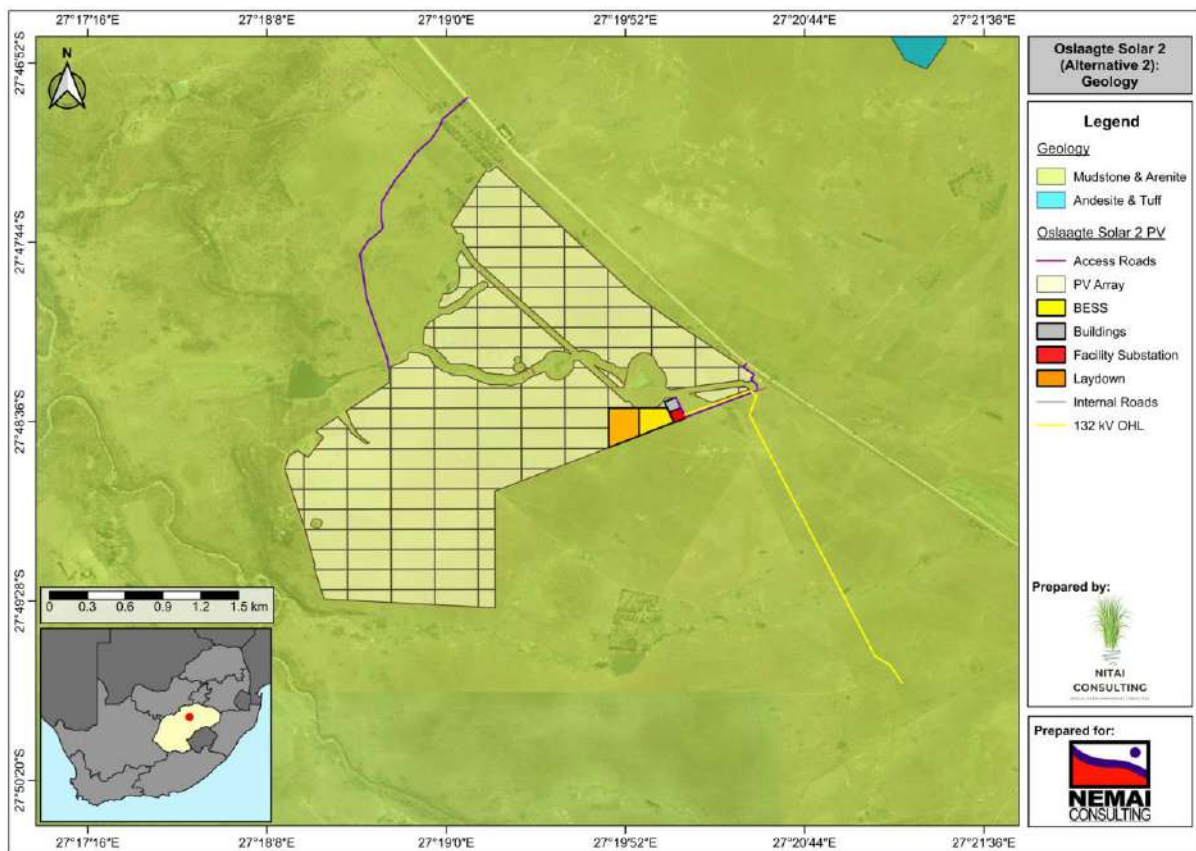 27°17'16"E 27°18'8"E 27°19'0"E 27°19'52"E 27°20'44"E 27°21'36"E
27°46'52"S
27°47'44"S
27°48'36"S
27°49'28"S
27°50'20"S
N
0 0.3 0.6 0.9 1.2 1.5 km
27°17'16"E 27°18'8"E 27°19'0"E 27°19'52"E 27°20'44"E 27°21'36"E
Oslaagte Solar 2
(Alternative 2):
Geology
Legend
Geology
Mudstone & Arenite
Andesite & Tuff
Oslaagte Solar 2 PV
Access Roads
PV Array
BESS
Buildings
Facility Substation
Laydown
Internal Roads
132 kV OHL
Prepared by:
NITAI
CONSULTING
Prepared for:
NEMAI
CONSULTING